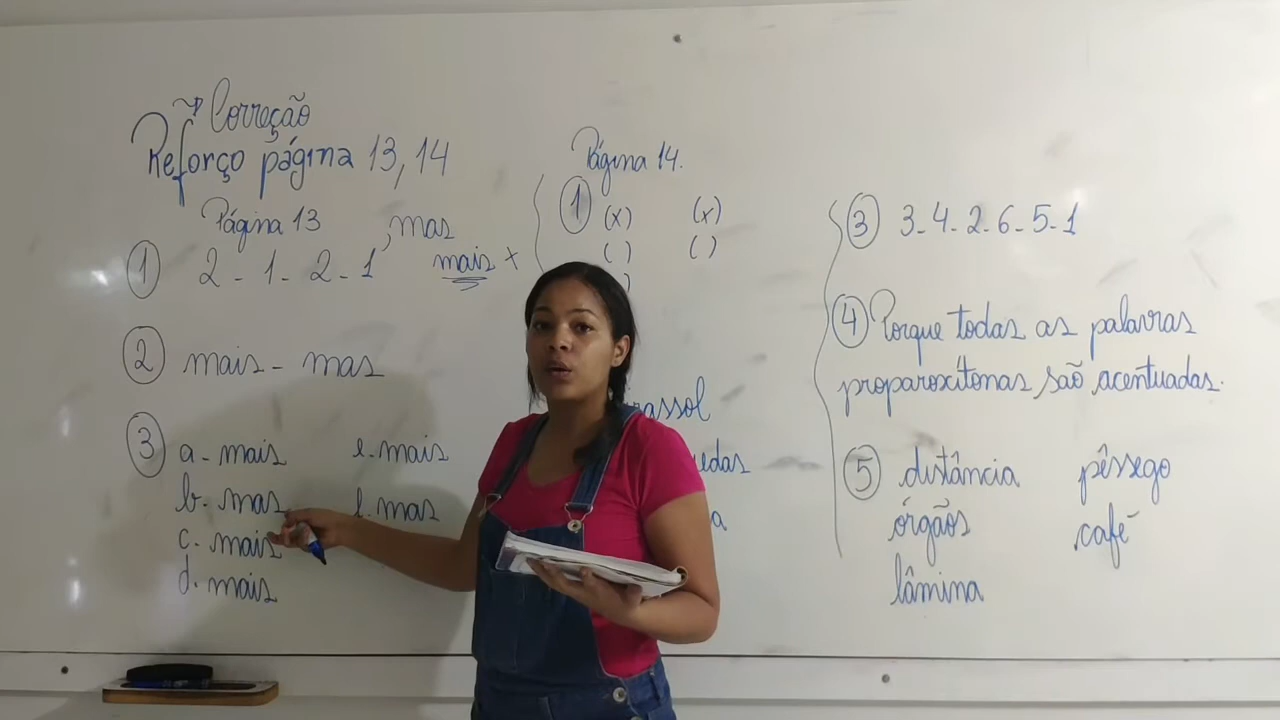 → Correção
Reforço página 13, 14
Página 13
, mas
① 2 - 1 - 2 - 1
mais +
② mais - mas
③ a- mais e. mais
b- mas f. mas
c- mais
d. mais
Página 14.
① (x) (x)
( ) ( )
③ 3-4-2-6-5-1
④ Porque todas as palavras
proparoxítonas são acentuadas.
⑤ distância pêssego
órgãos café
lâmina